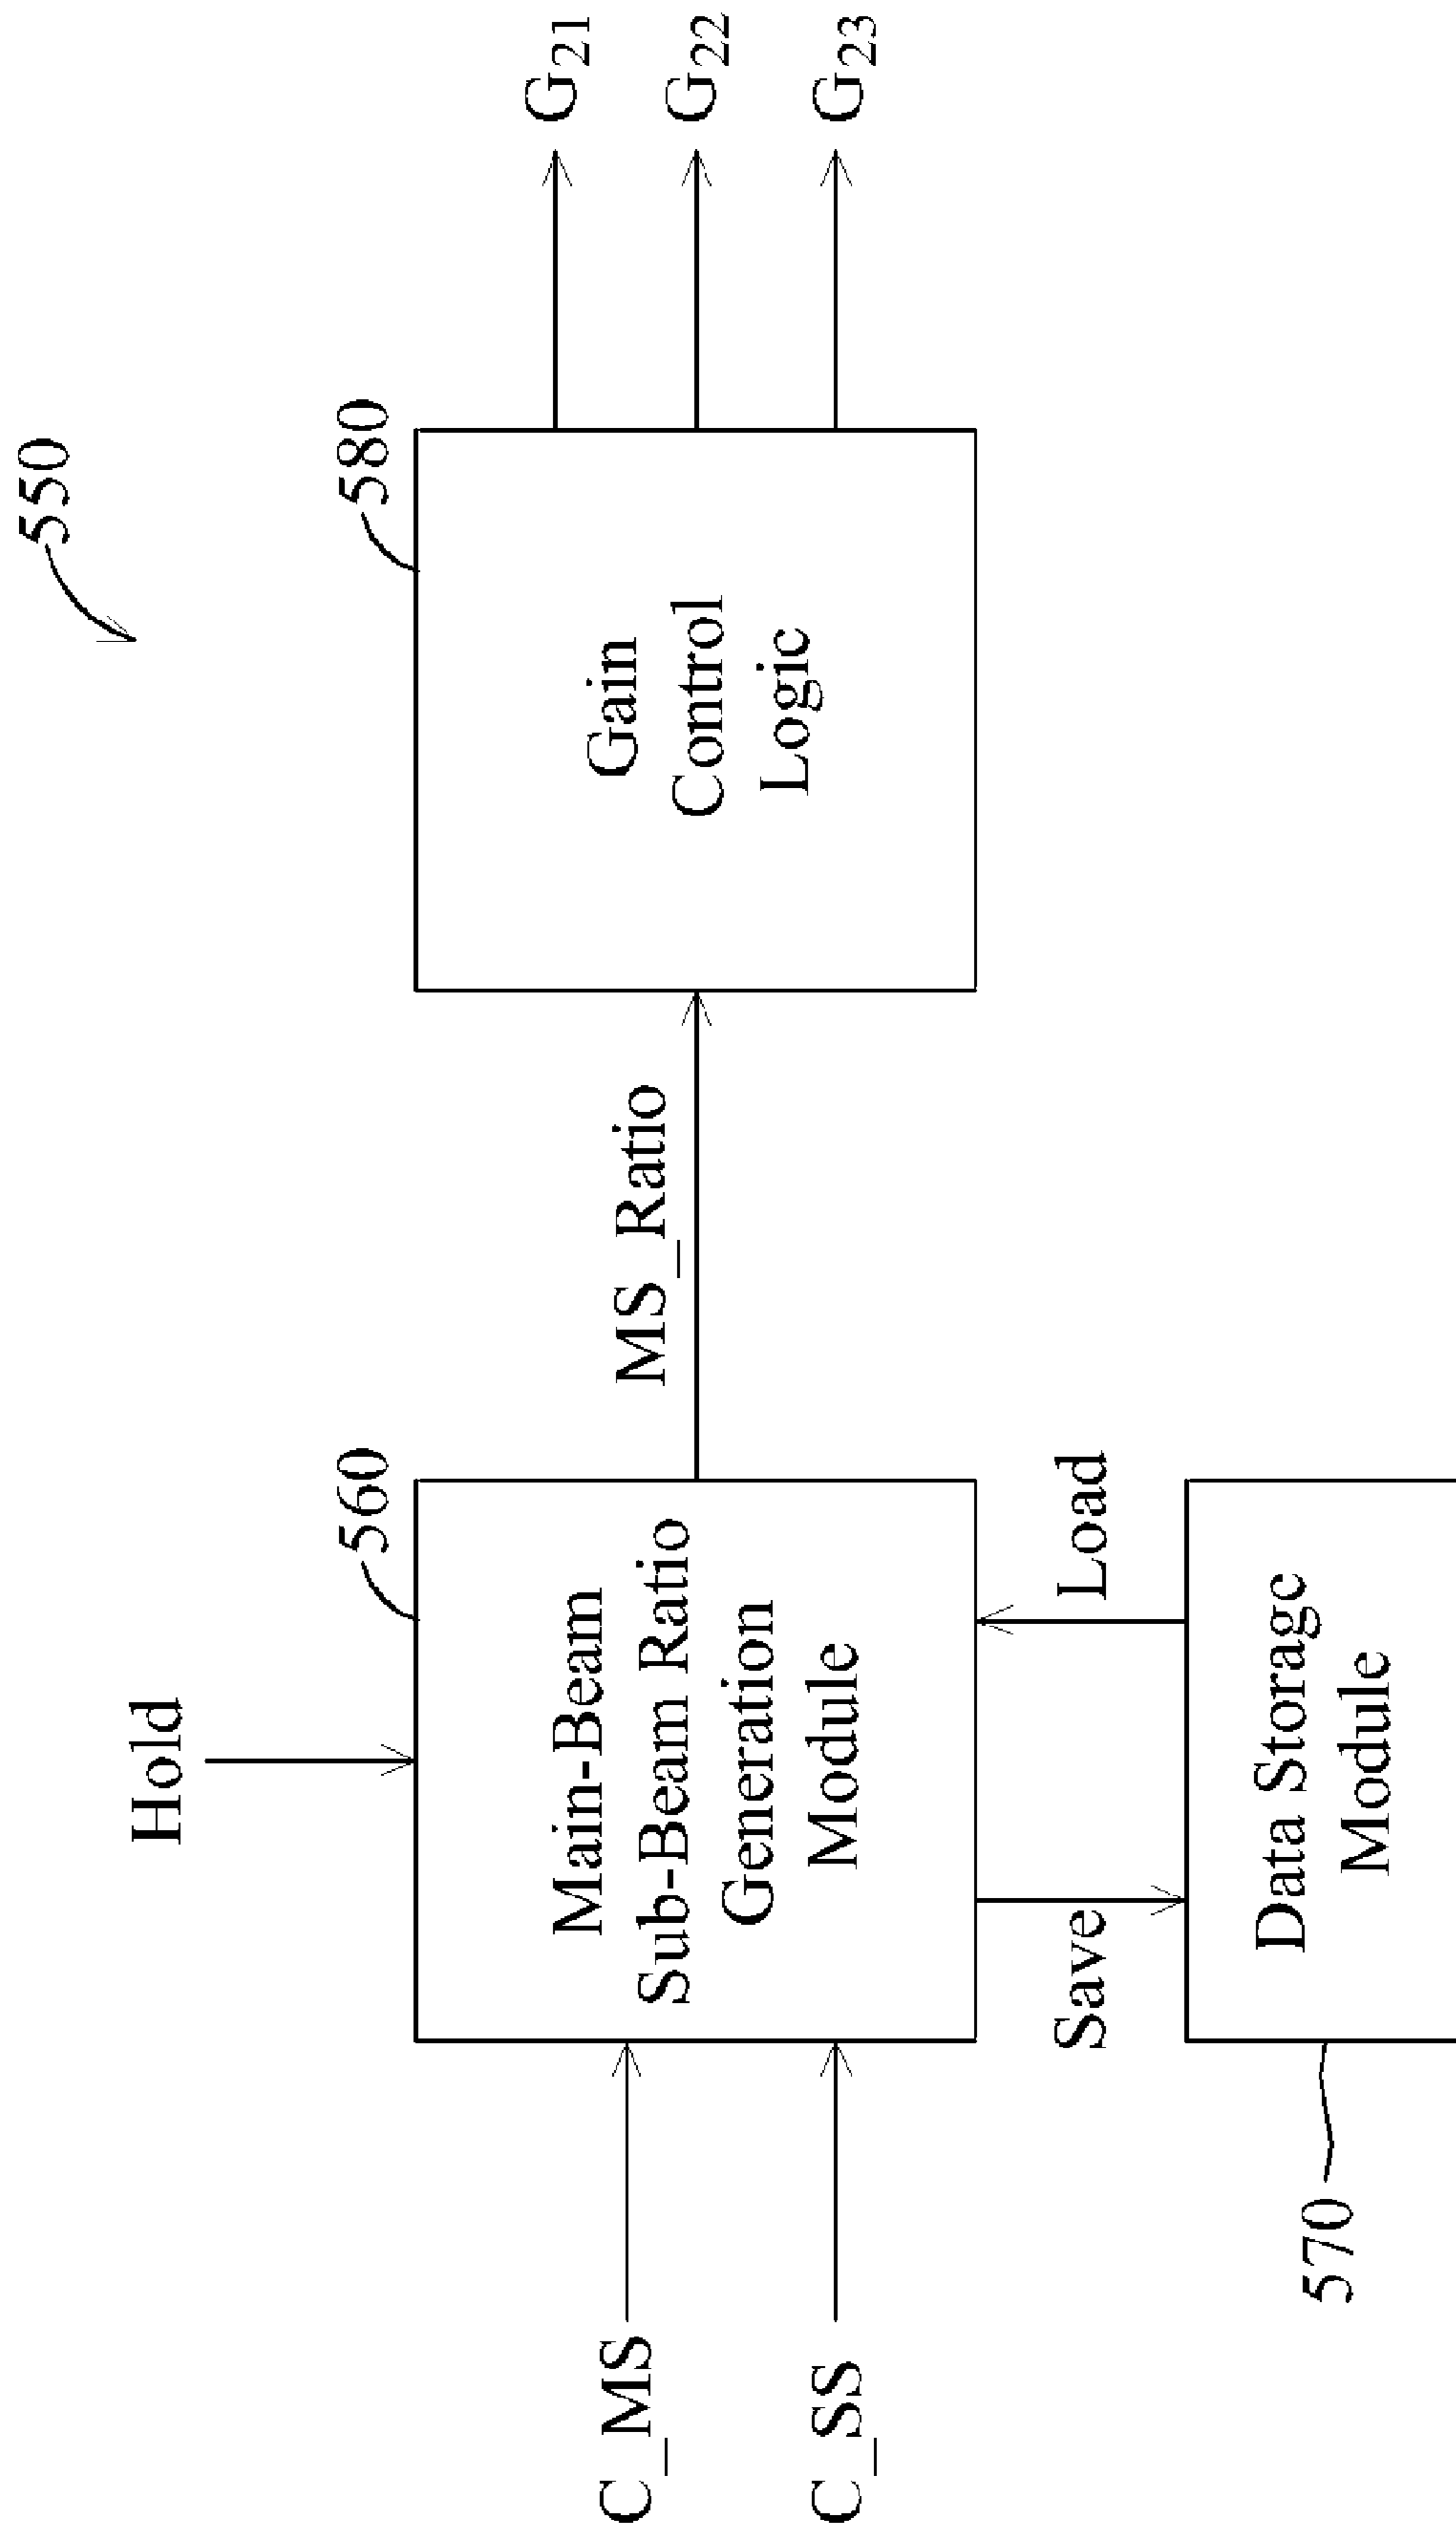 550
Hold
560
580
C_MS
C_SS
Main-Beam
Sub-Beam Ratio
Generation
Module
MS_Ratio
Gain
Control
Logic
G21
G22
G23
Save
Load
570
Data Storage
Module